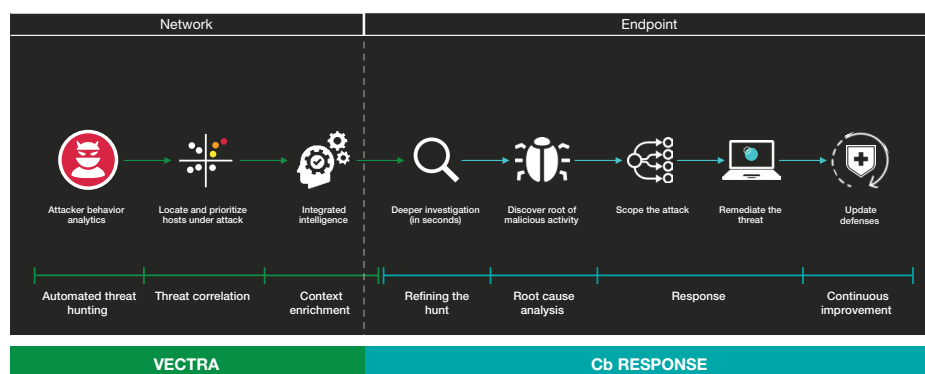 Network
Endpoint
Attacker behavior
analytics
Locate and prioritize
hosts under attack
Integrated
intelligence
Deeper investigation
(in seconds)
Discover root of
malicious activity
Scope the attack
Remediate the
threat
Update
defenses
Automated threat
hunting
Threat correlation
Context
enrichment
Refining the
hunt
Root cause
analysis
Response
Continuous
improvement
VECTRA
Cb RESPONSE